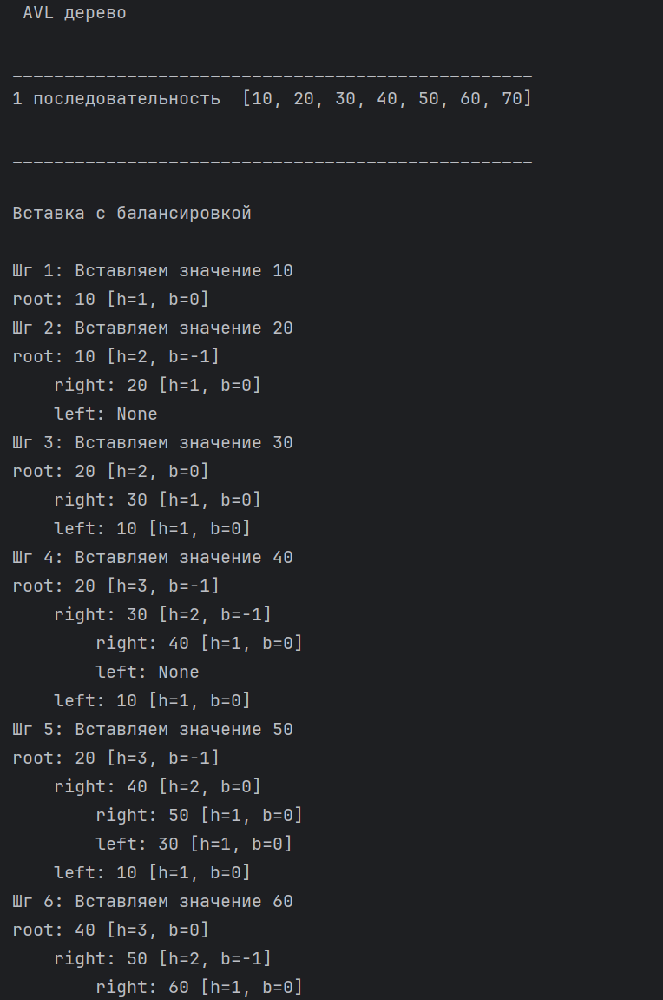 AVL дерево
__________________________________________________
1 последовательность  [10, 20, 30, 40, 50, 60, 70]
__________________________________________________
Вставка с балансировкой
Шг 1: Вставляем значение 10
root: 10 [h=1, b=0]
Шг 2: Вставляем значение 20
root: 10 [h=2, b=-1]
    right: 20 [h=1, b=0]
    left: None
Шг 3: Вставляем значение 30
root: 20 [h=2, b=0]
    right: 30 [h=1, b=0]
    left: 10 [h=1, b=0]
Шг 4: Вставляем значение 40
root: 20 [h=3, b=-1]
    right: 30 [h=2, b=-1]
        right: 40 [h=1, b=0]
        left: None
    left: 10 [h=1, b=0]
Шг 5: Вставляем значение 50
root: 20 [h=3, b=-1]
    right: 40 [h=2, b=0]
        right: 50 [h=1, b=0]
        left: 30 [h=1, b=0]
    left: 10 [h=1, b=0]
Шг 6: Вставляем значение 60
root: 40 [h=3, b=0]
    right: 50 [h=2, b=-1]
        right: 60 [h=1, b=0]